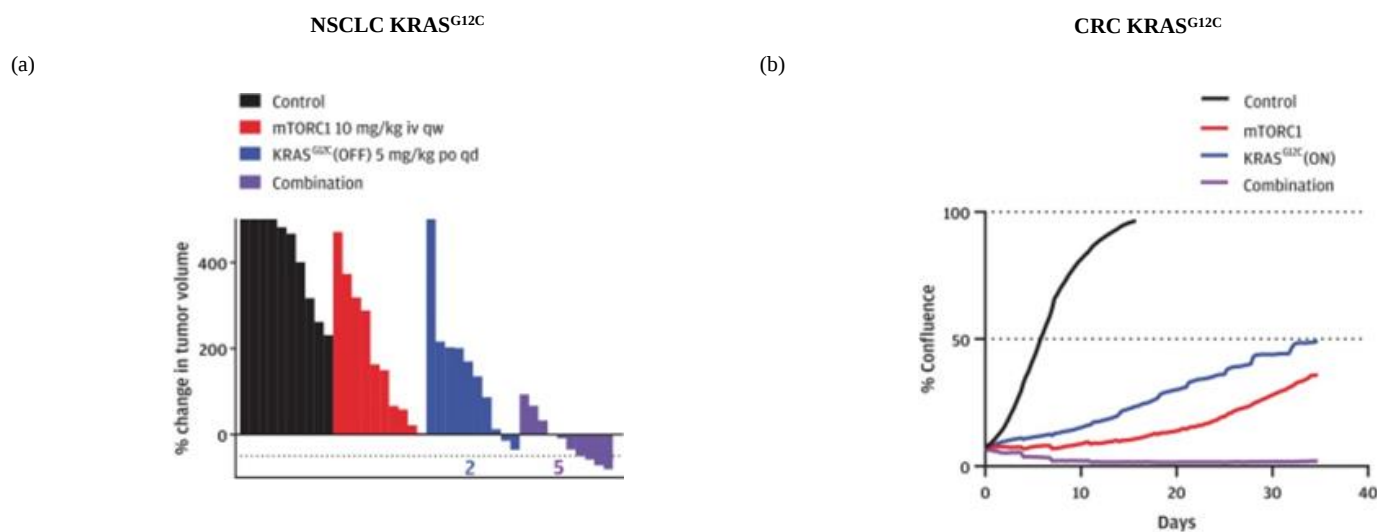 NSCLC KRASG12C
(a)
Control
mTORC1 10 mg/kg iv qw
KRASG12C(OFF) 5 mg/kg po qd
Combination
% change in tumor volume
400
200
0
2
5
CRC KRASG12C
(b)
Control
mTORC1
KRASG12C(ON)
Combination
% Confluence
100
50
0
0
10
20
30
40
Days